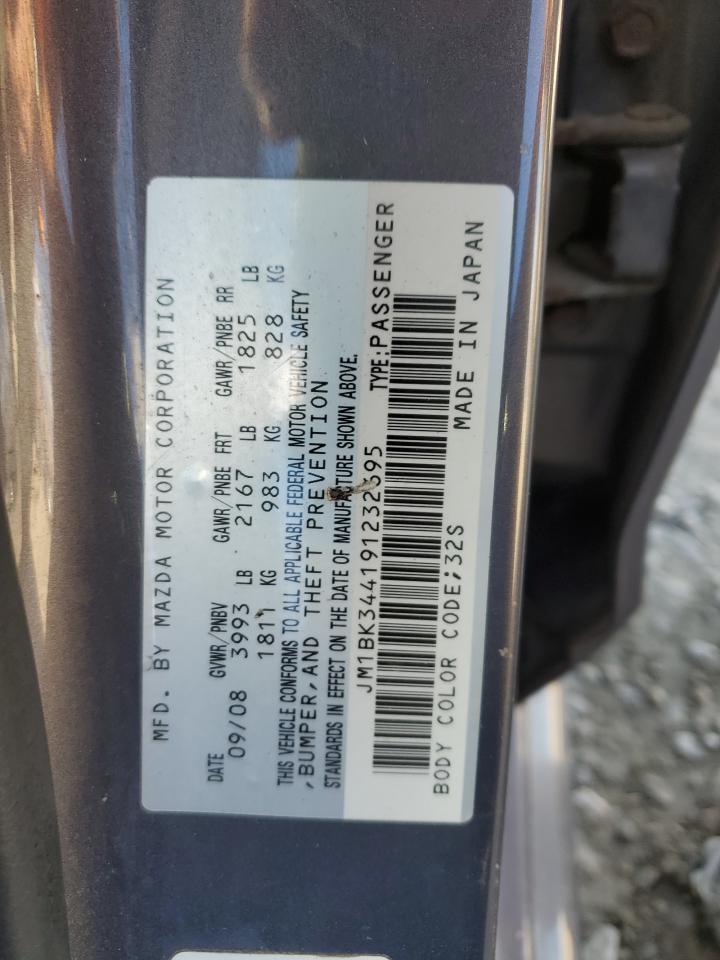 MFD. BY MAZDA MOTOR CORPORATION
DATE GVWR/PNBV GAWR/PNBE FRT GAWR/PNBE RR
09/08 3993 LB 2167 LB 1825 LB
1811 KG 983 KG 828 KG
THIS VEHICLE CONFORMS TO ALL APPLICABLE FEDERAL MOTOR VEHICLE SAFETY
,BUMPER,AND THEFT PREVENTION
STANDARDS IN EFFECT ON THE DATE OF MANUFACTURE SHOWN ABOVE.
JM1BK344191232695 TYPE:PASSENGER
BODY COLOR CODE;32S MADE IN JAPAN